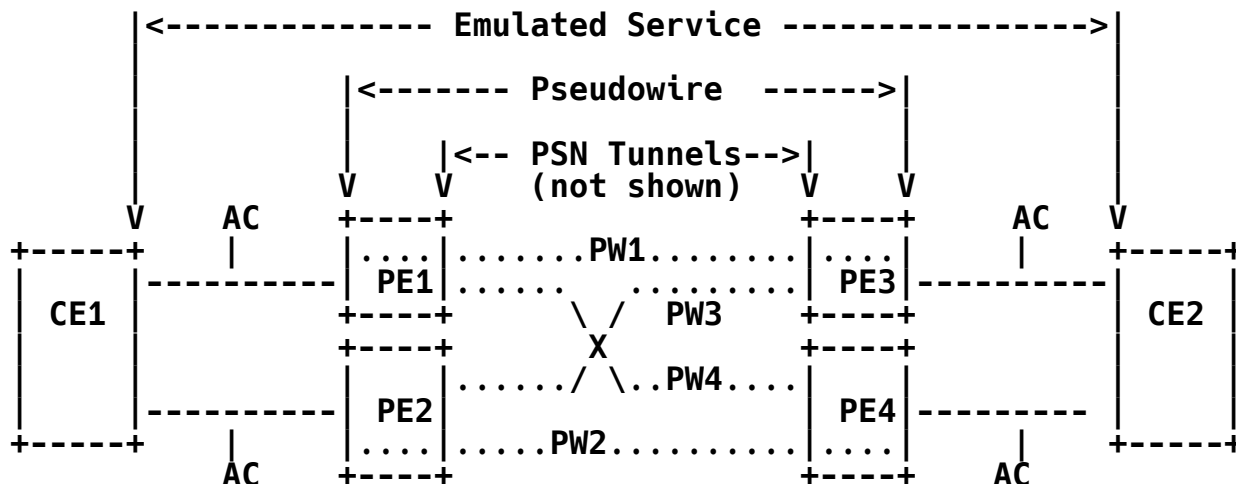 |<-------------- Emulated Service ---------------->|
|<------- Pseudowire ------>|
|<-- PSN Tunnels-->|
V V (not shown) V V
V AC +----+ +----+ AC V
+-----+ | |....|.......PW1........|....| | +-----+
| |----------| PE1|...... .........| PE3|----------| |
| CE1 | +----+ \ / PW3 +----+ | CE2 |
| | +----+ X +----+ | |
| | | |....../ \..PW4....| | | |
| |----------| PE2| | PE4|--------- | |
+-----+ | |....|.....PW2..........|....| | +-----+
AC +----+ +----+ AC